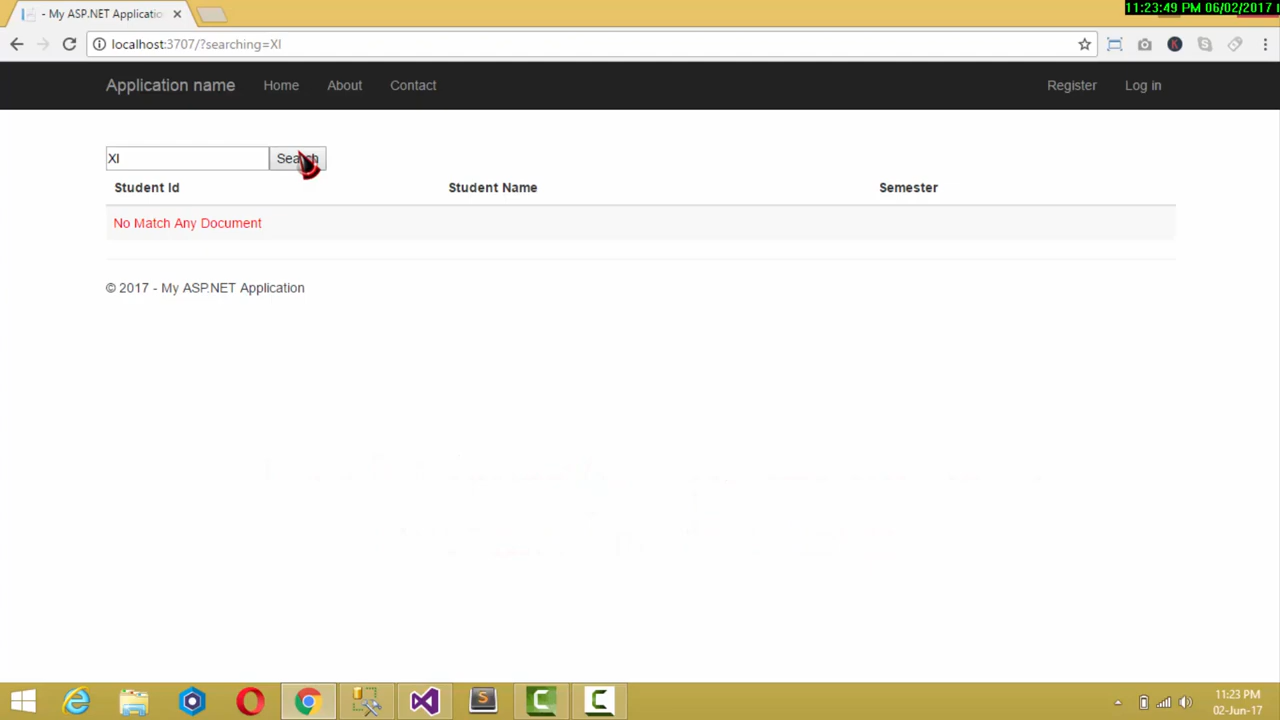 11:23:49 PM 06/02/2017
- My ASP.NET Applicatio
localhost:3707/?searching=XI
Application name Home About Contact Register Log in
XI Search
Student Id Student Name Semester
No Match Any Document
© 2017 - My ASP.NET Application
11:23 PM
02-Jun-17